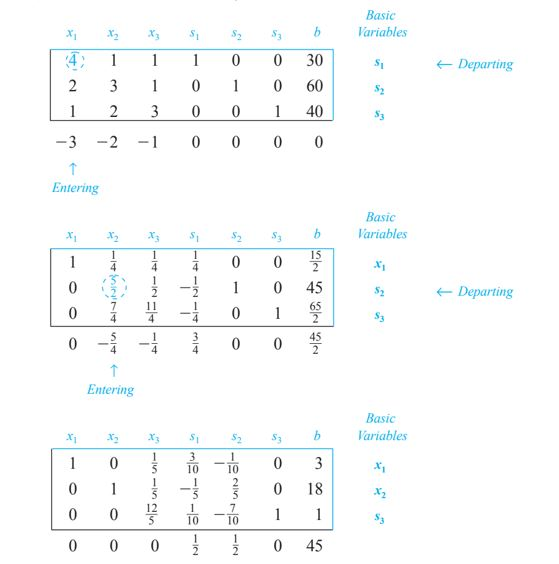 Basic
x₁ x₂ x₃ s₁ s₂ s₃ b Variables
4 1 1 1 0 0 30 s₁ ← Departing
2 3 1 0 1 0 60 s₂
1 2 3 0 0 1 40 s₃
−3 −2 −1 0 0 0 0
↑
Entering
Basic
x₁ x₂ x₃ s₁ s₂ s₃ b Variables
1 1/4 1/4 1/4 0 0 15/2 x₁
0 5/2 1/2 −1/2 1 0 45 s₂ ← Departing
0 7/4 11/4 −1/4 0 1 65/2 s₃
0 −5/4 −1/4 3/4 0 0 45/2
↑
Entering
Basic
x₁ x₂ x₃ s₁ s₂ s₃ b Variables
1 0 1/5 3/10 −1/10 0 3 x₁
0 1 1/5 −1/5 2/5 0 18 x₂
0 0 12/5 1/10 −7/10 1 1 s₃
0 0 0 1/2 1/2 0 45